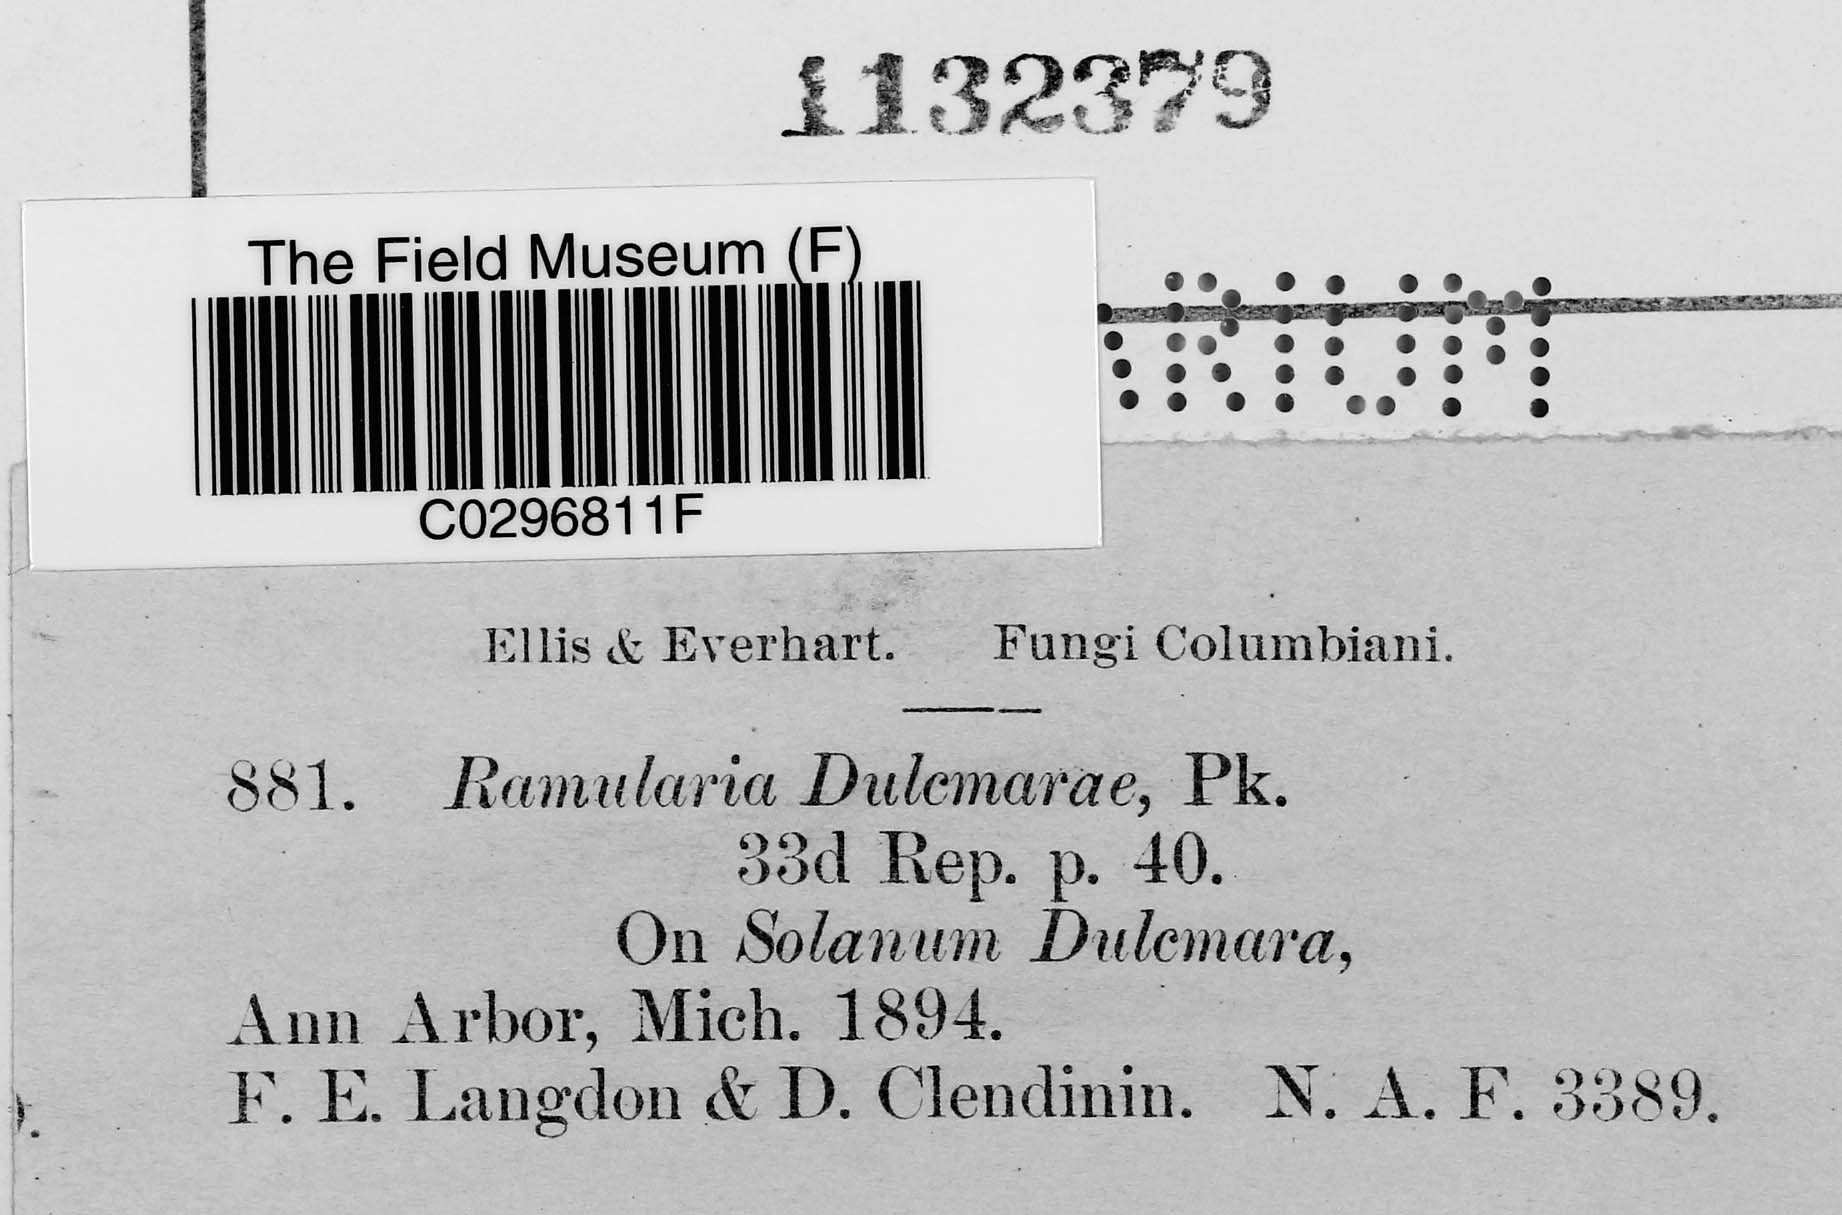 1132379
The Field Museum (F)
ARIUM
C0296811F
Ellis & Everhart. Fungi Columbiani.
881. Ramularia Dulcmarae, Pk.
33d Rep. p. 40.
On Solanum Dulcmara,
Ann Arbor, Mich. 1894.
F. E. Langdon & D. Clendinin. N. A. F. 3389.